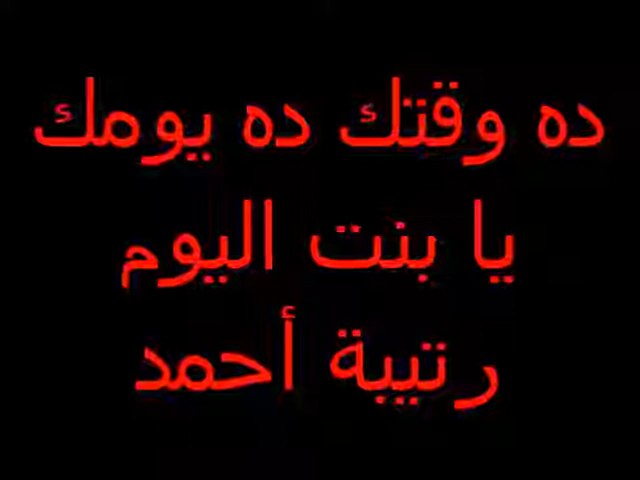 ده وقتك ده يومك
يا بنت اليوم
رتيبة أحمد